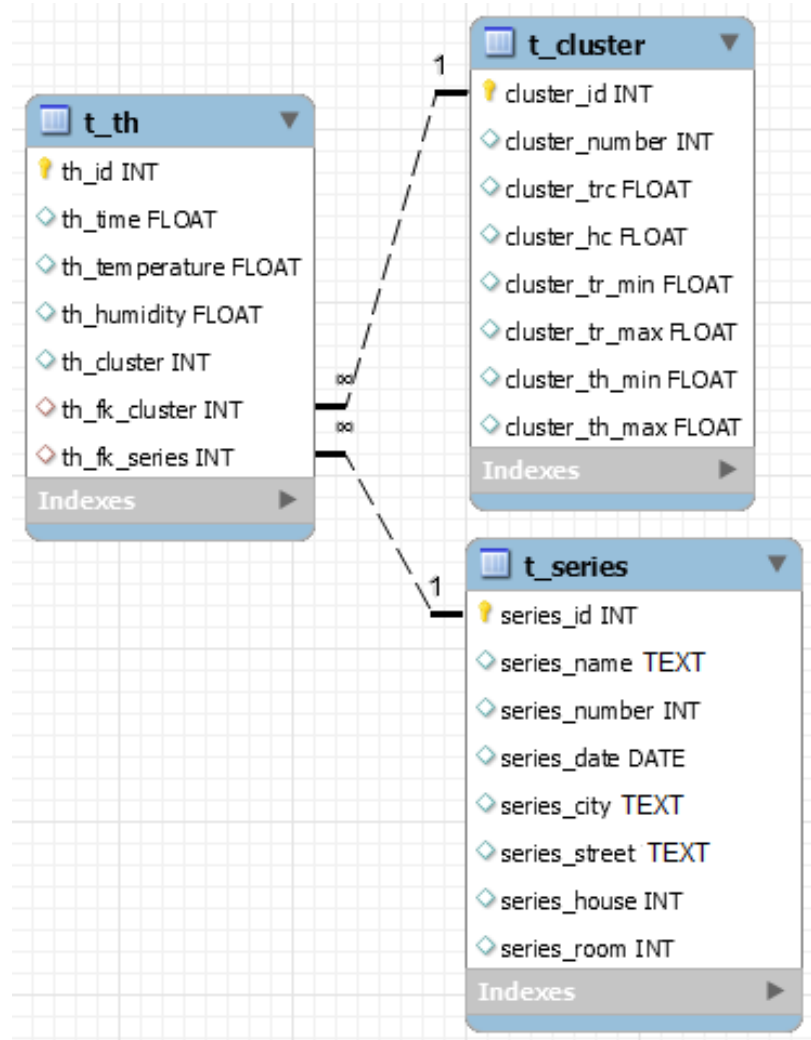 t_th
th_id INT
th_time FLOAT
th_temperature FLOAT
th_humidity FLOAT
th_cluster INT
th_fk_cluster INT
th_fk_series INT
Indexes
∞
∞
1
t_cluster
cluster_id INT
cluster_number INT
cluster_trc FLOAT
cluster_hc FLOAT
cluster_tr_min FLOAT
cluster_tr_max FLOAT
cluster_th_min FLOAT
cluster_th_max FLOAT
Indexes
1
t_series
series_id INT
series_name TEXT
series_number INT
series_date DATE
series_city TEXT
series_street TEXT
series_house INT
series_room INT
Indexes